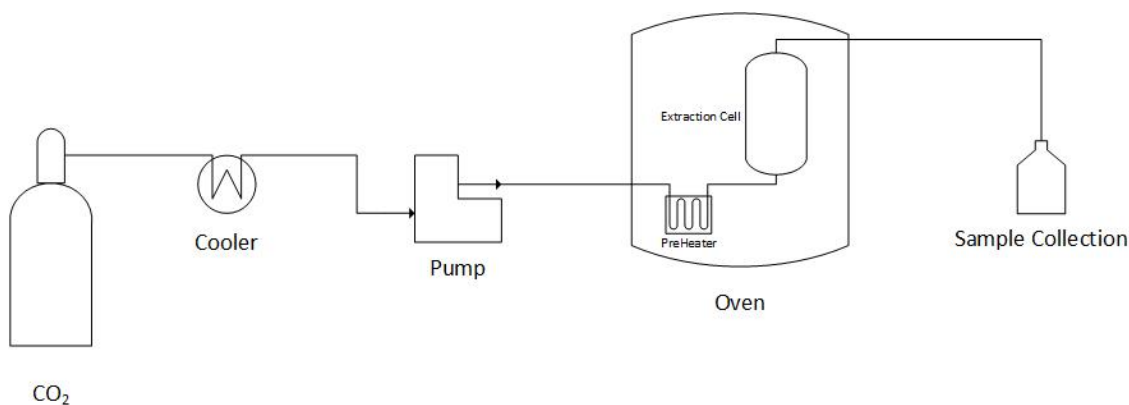 Extraction Cell
Cooler
Sample Collection
PreHeater
Pump
Oven
CO₂